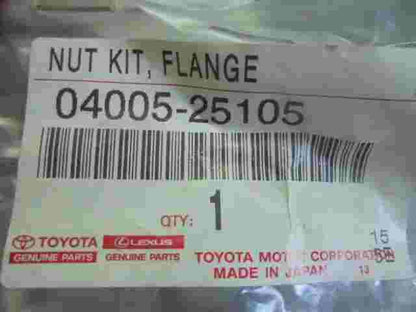 NUT KIT, FLANGE
04005-25105
QTY: 1
TOYOTA LEXUS
GENUINE PARTS GENUINE PARTS
15
TOYOTA MOTOR CORPORATION
MADE IN JAPAN 13